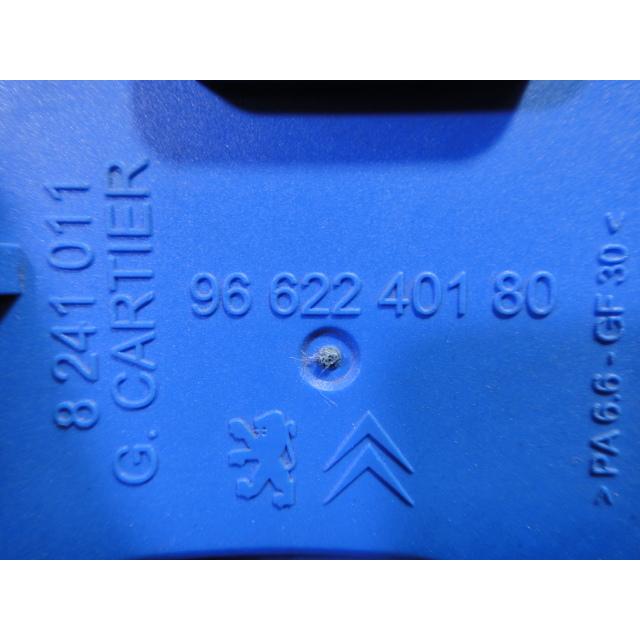 8 241 011
G. CARTIER
96 622 401 80
> PA 6.6 - GF 30 <